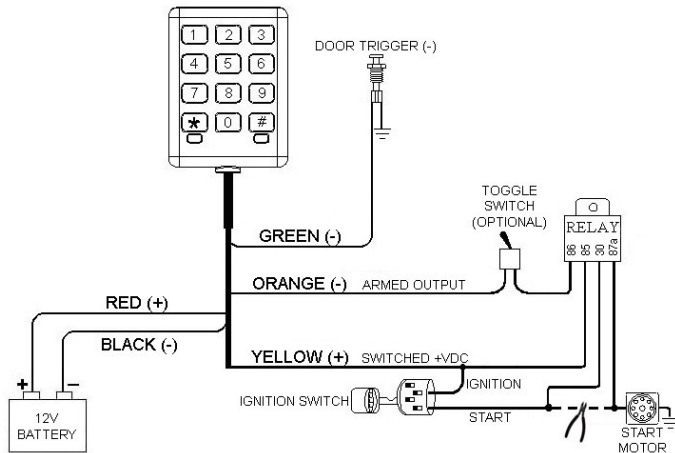 1 2 3
4 5 6
7 8 9
* 0 #
DOOR TRIGGER (-)
GREEN (-)
TOGGLE
SWITCH
(OPTIONAL)
RELAY
86 85 30 87a
ORANGE (-) ARMED OUTPUT
RED (+)
BLACK (-)
YELLOW (+) SWITCHED +VDC
IGNITION
IGNITION SWITCH
START
+ −
12V
BATTERY
START
MOTOR